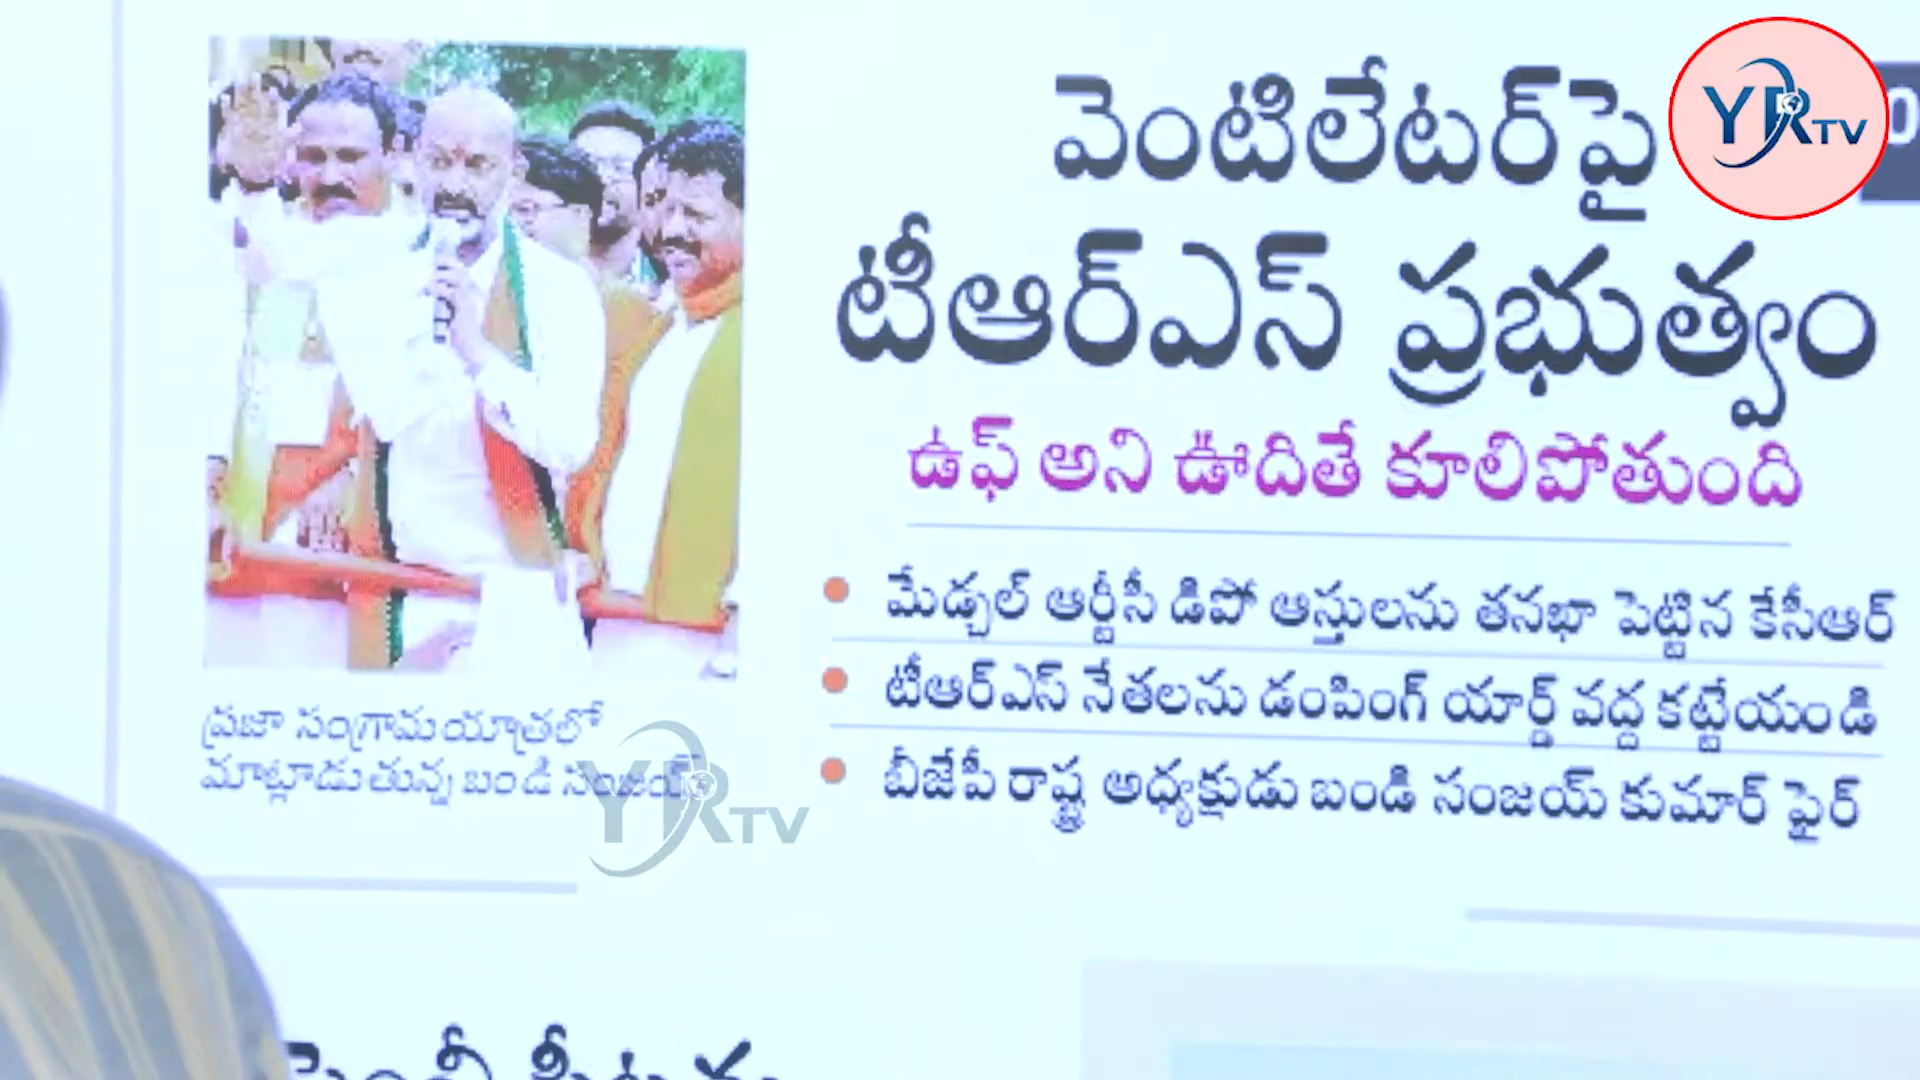 YRTV
వెంటిలేటర్‌పై
టీఆర్ఎస్ ప్రభుత్వం
ఉఫ్ అని ఊదితే కూలిపోతుంది
• మేడ్చల్ ఆర్టీసీ డిపో ఆస్తులను తనఖా పెట్టిన కేసీఆర్
• టీఆర్ఎస్ నేతలను డంపింగ్ యార్డ్ వద్ద కట్టేయండి
• బీజేపీ రాష్ట్ర అధ్యక్షుడు బండి సంజయ్ కుమార్ ఫైర్
ప్రజా సంగ్రామయాత్రలో
మాట్లాడుతున్న బండి సంజయ్
YRTV